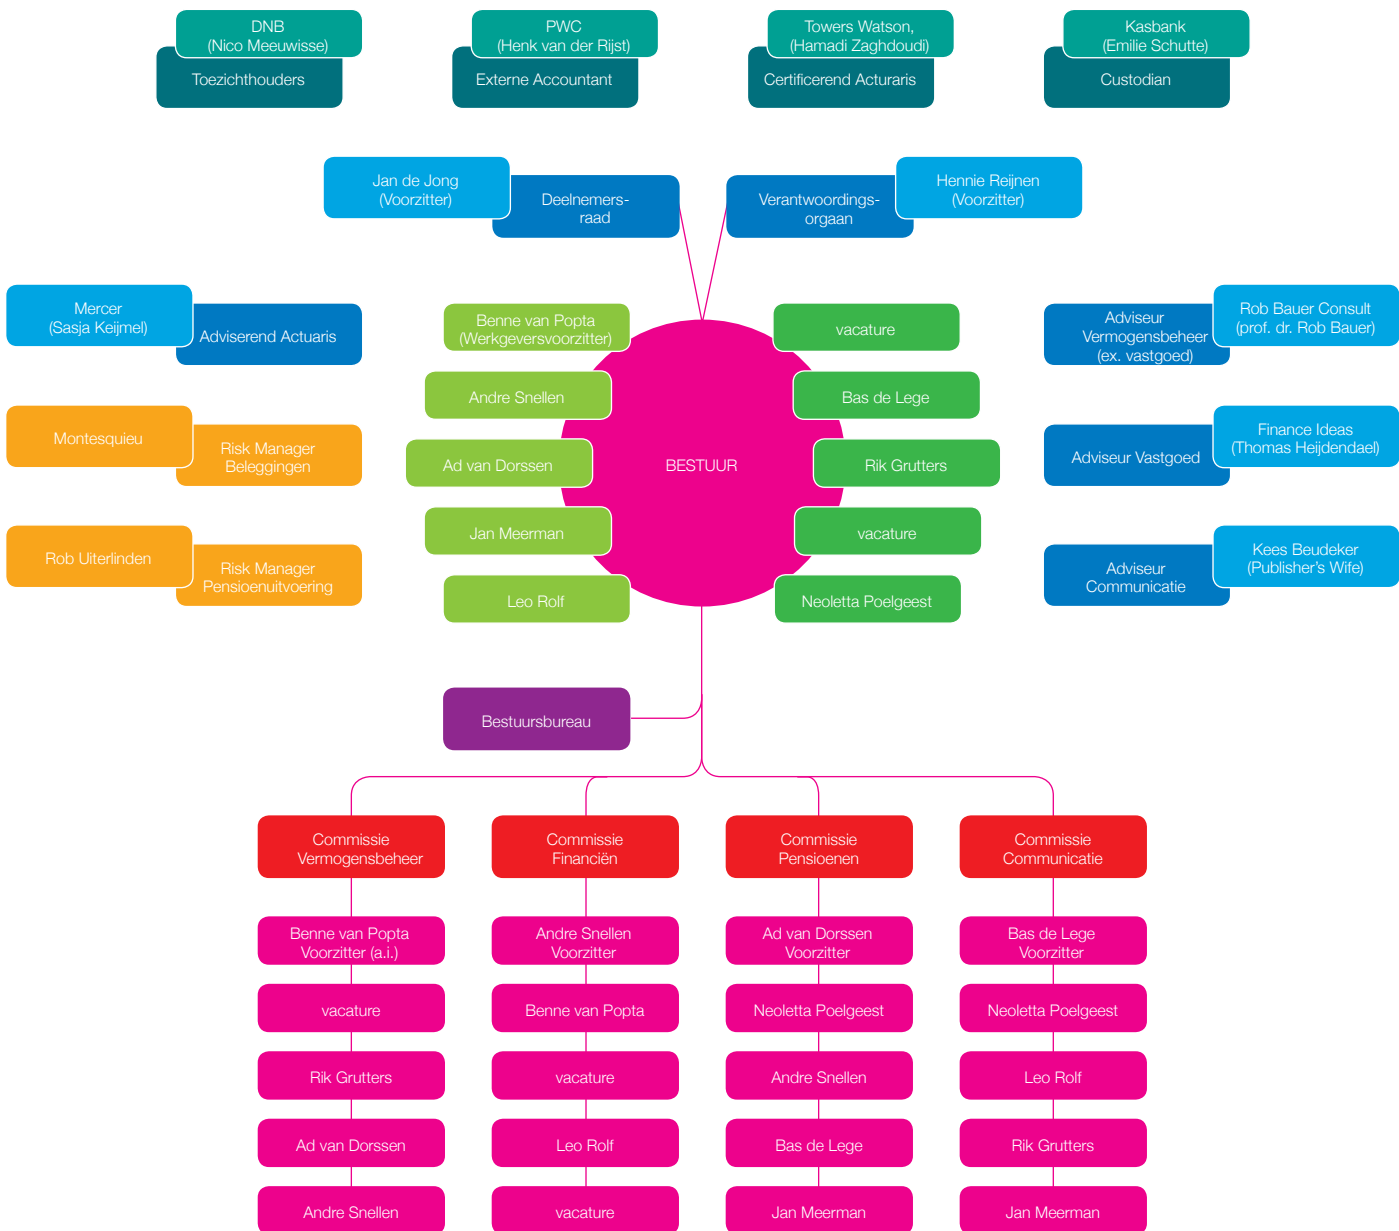 DNB
(Nico Meeuwisse)
Toezichthouders
PWC
(Henk van der Rijst)
Externe Accountant
Towers Watson,
(Hamadi Zaghdoudi)
Certificerend Acturaris
Kasbank
(Emilie Schutte)
Custodian
Jan de Jong
(Voorzitter)
Deelnemers-
raad
Verantwoordings-
orgaan
Hennie Reijnen
(Voorzitter)
Mercer
(Sasja Keijmel)
Adviserend Actuaris
Montesquieu
Risk Manager
Beleggingen
Rob Uiterlinden
Risk Manager
Pensioenuitvoering
Benne van Popta
(Werkgeversvoorzitter)
Andre Snellen
Ad van Dorssen
Jan Meerman
Leo Rolf
BESTUUR
vacature
Bas de Lege
Rik Grutters
vacature
Neoletta Poelgeest
Adviseur
Vermogensbeheer
(ex. vastgoed)
Rob Bauer Consult
(prof. dr. Rob Bauer)
Adviseur Vastgoed
Finance Ideas
(Thomas Heijdendael)
Adviseur
Communicatie
Kees Beudeker
(Publisher's Wife)
Bestuursbureau
Commissie
Vermogensbeheer
Benne van Popta
Voorzitter (a.i.)
vacature
Rik Grutters
Ad van Dorssen
Andre Snellen
Commissie
Financiën
Andre Snellen
Voorzitter
Benne van Popta
vacature
Leo Rolf
vacature
Commissie
Pensioenen
Ad van Dorssen
Voorzitter
Neoletta Poelgeest
Andre Snellen
Bas de Lege
Jan Meerman
Commissie
Communicatie
Bas de Lege
Voorzitter
Neoletta Poelgeest
Leo Rolf
Rik Grutters
Jan Meerman